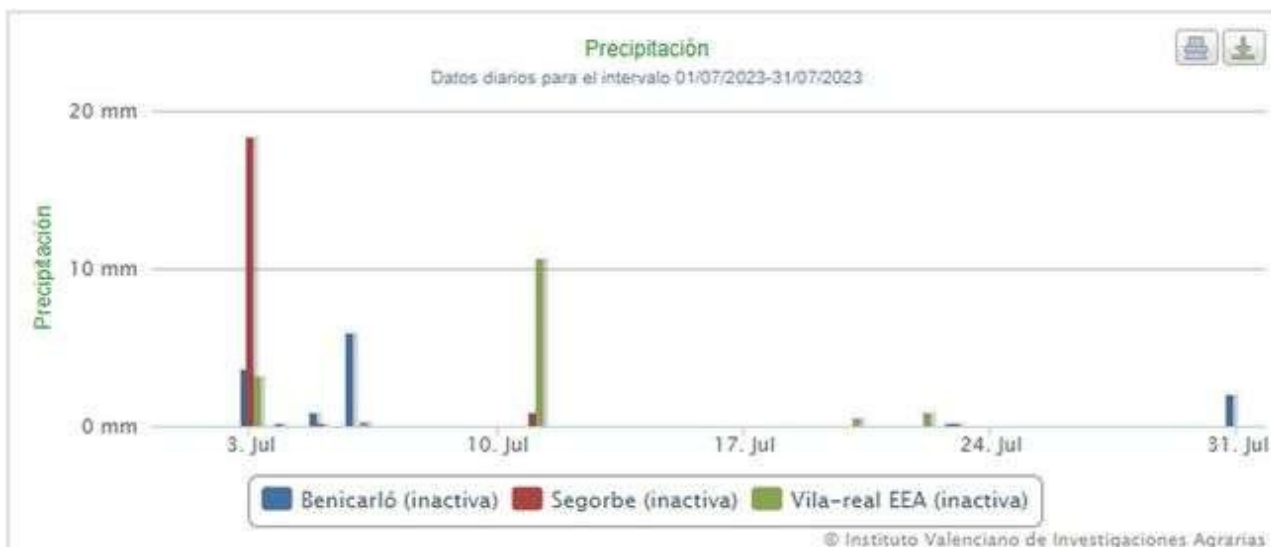 Precipitación
Datos diarios para el intervalo 01/07/2023-31/07/2023
20 mm
10 mm
0 mm
Precipitación
3. Jul
10. Jul
17. Jul
24. Jul
31. Jul
Benicarló (inactiva)
Segorbe (inactiva)
Vila-real EEA (inactiva)
© Instituto Valenciano de Investigaciones Agrarias